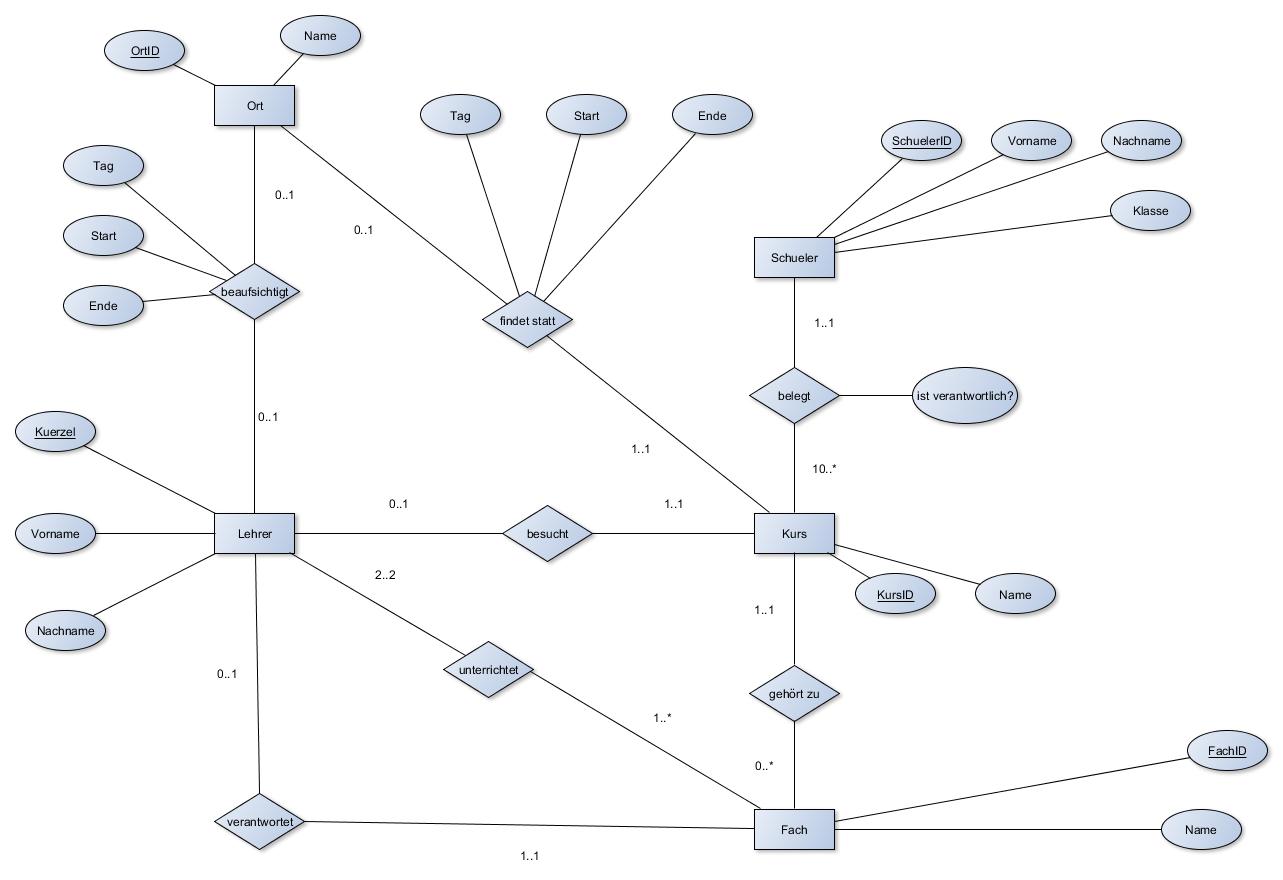 Name
OrtID
Ort
Tag
Start
Ende
SchuelerID
Vorname
Nachname
Tag
0..1
0..1
Klasse
Start
Schueler
beaufsichtigt
Ende
findet statt
1..1
belegt
ist verantwortlich?
0..1
Kuerzel
1..1
10..*
0..1
1..1
Vorname
Lehrer
besucht
Kurs
2..2
KursID
Name
1..1
Nachname
0..1
unterrichtet
gehört zu
1..*
FachID
0..*
verantwortet
Fach
Name
1..1